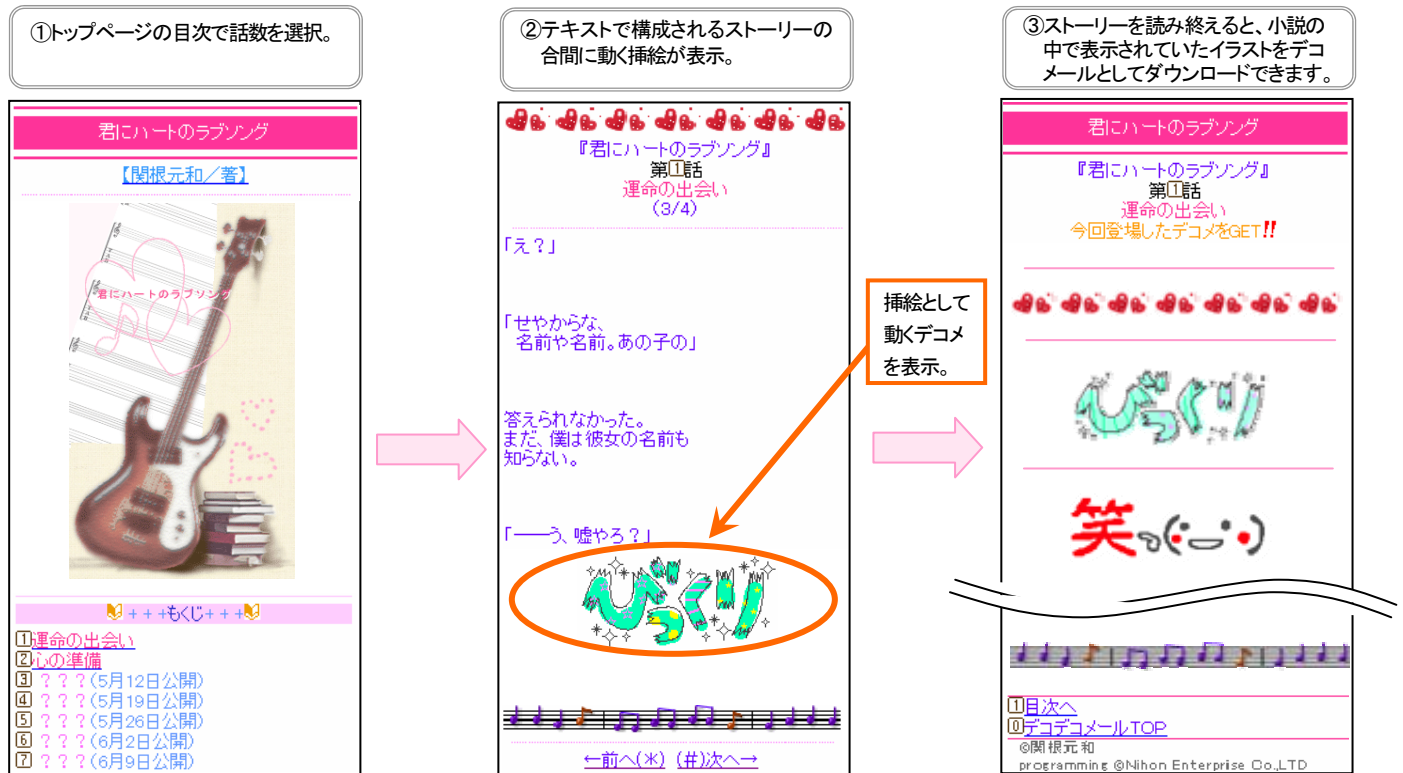 ①トップページの目次で話数を選択。
君にハートのラブソング
【関根元和／著】
君にハートのラブソング
+++もくじ+++
1運命の出会い
2心の準備
3？？？(5月12日公開)
4？？？(5月19日公開)
5？？？(5月26日公開)
6？？？(6月2日公開)
7？？？(6月9日公開)
②テキストで構成されるストーリーの
合間に動く挿絵が表示。
『君にハートのラブソング』
第1話
運命の出会い
(3/4)
「え？」
「せやからな、
名前や名前。あの子の」
答えられなかった。
まだ、僕は彼女の名前も
知らない。
「――う、嘘やろ？」
びっくり
←前へ(*) (#)次へ→
挿絵として
動くデコメ
を表示。
③ストーリーを読み終えると、小説の
中で表示されていたイラストをデコ
メールとしてダウンロードできます。
君にハートのラブソング
『君にハートのラブソング』
第1話
運命の出会い
今回登場したデコメをGET!!
びっくり
笑っ
1目次へ
0デコデコメールTOP
©関根元和
programming ©Nihon Enterprise Co.,LTD